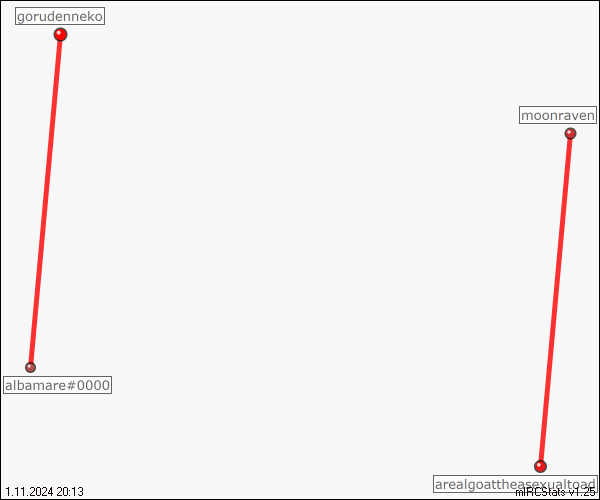 gorudenneko
moonraven
albamare#0000
arealgoattheasexualtoad
1.11.2024 20:13
mIRCStats v1.25